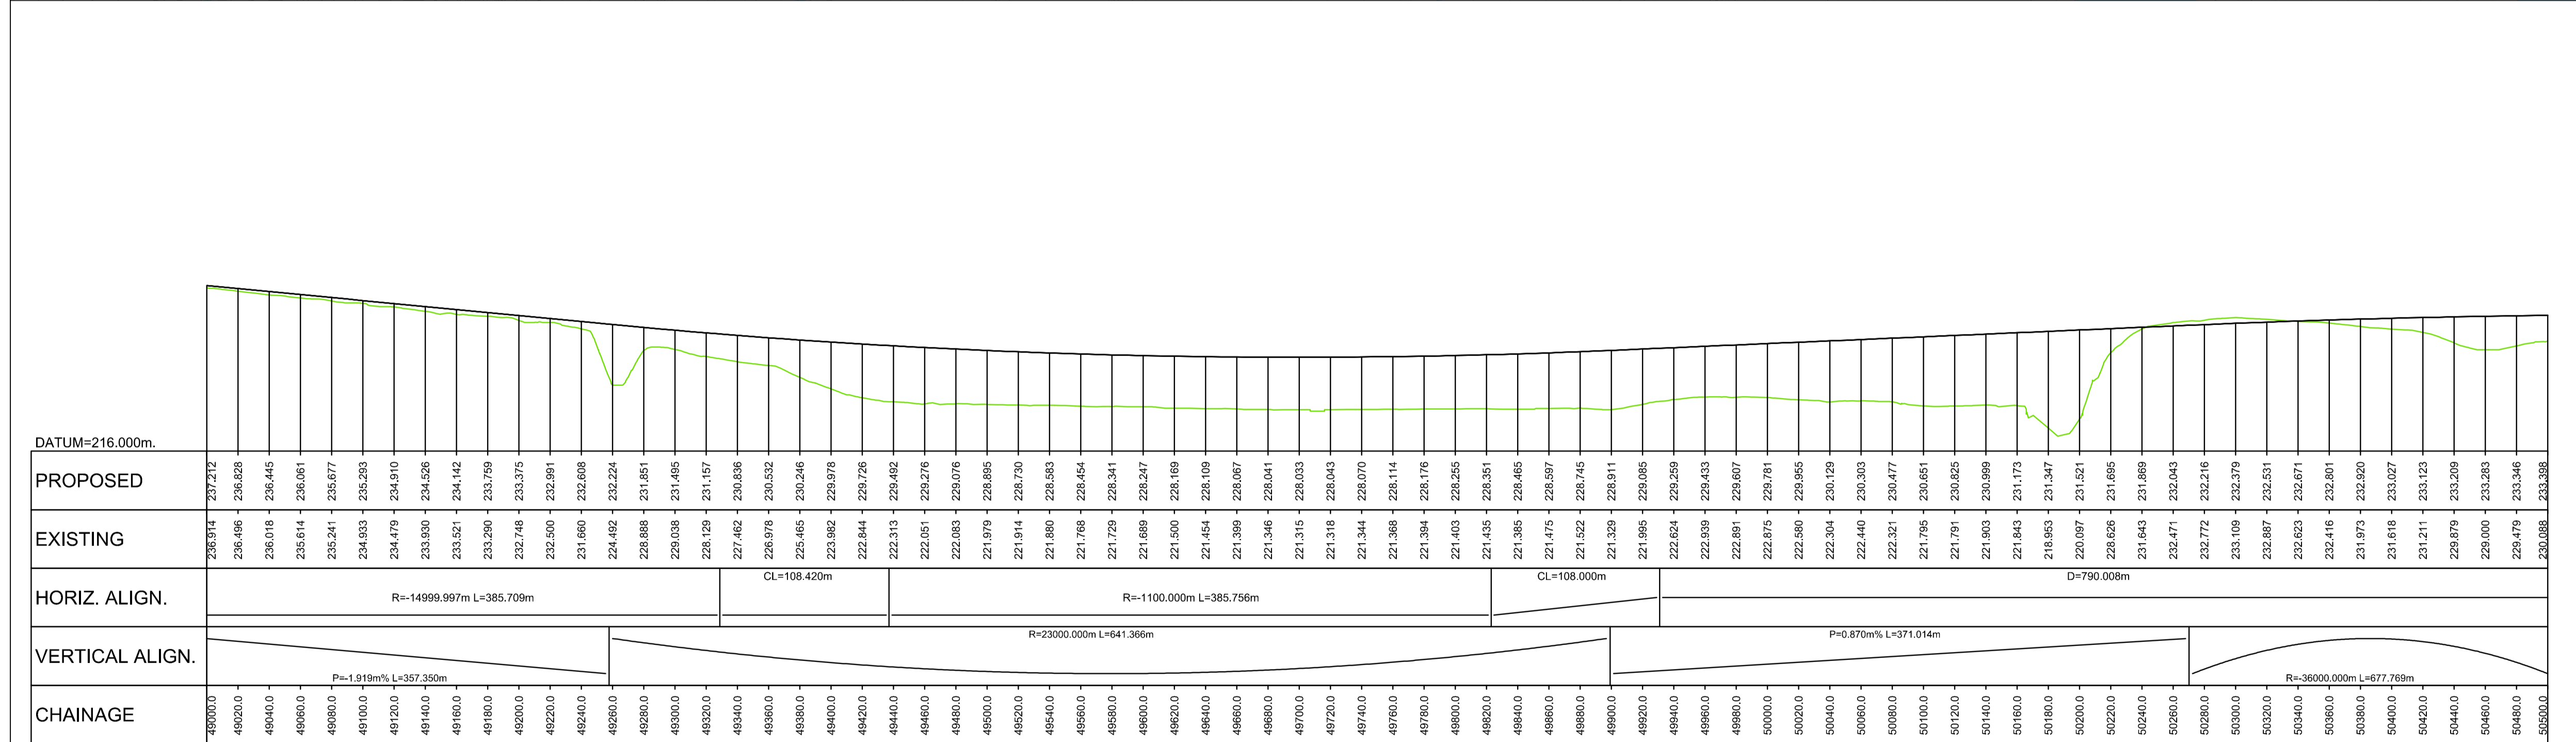 DATUM=216.000m.
PROPOSED 237.212 236.828 236.445 236.061 235.677 235.293 234.910 234.526 234.142 233.759 233.375 232.991 232.608 232.224 231.851 231.495 231.157 230.836 230.532 230.246 229.978 229.726 229.492 229.276 229.076 228.895 228.730 228.583 228.454 228.341 228.247 228.169 228.109 228.067 228.041 228.033 228.043 228.070 228.114 228.176 228.255 228.351 228.465 228.597 228.745 228.911 229.085 229.259 229.433 229.607 229.781 229.955 230.129 230.303 230.477 230.651 230.825 230.999 231.173 231.347 231.521 231.695 231.869 232.043 232.216 232.379 232.531 232.671 232.801 232.920 233.027 233.123 233.209 233.283 233.346 233.398
EXISTING 236.914 236.496 236.018 235.614 235.241 234.933 234.479 233.930 233.521 233.290 232.748 232.500 231.660 224.492 228.888 229.038 228.129 227.462 226.978 225.465 223.982 222.844 222.313 222.051 222.083 221.979 221.914 221.880 221.768 221.729 221.689 221.500 221.454 221.399 221.346 221.315 221.318 221.344 221.368 221.394 221.403 221.435 221.385 221.475 221.522 221.329 221.995 222.624 222.939 222.891 222.875 222.580 222.304 222.440 222.321 221.795 221.791 221.903 221.843 218.953 220.097 228.626 231.643 232.471 232.772 233.109 232.887 232.623 232.416 231.973 231.618 231.211 229.879 229.000 229.479 230.088
HORIZ. ALIGN. R=-14999.997m L=385.709m CL=108.420m R=-1100.000m L=385.756m CL=108.000m D=790.008m
VERTICAL ALIGN. P=-1.919m% L=357.350m R=23000.000m L=641.366m P=0.870m% L=371.014m R=-36000.000m L=677.769m
CHAINAGE 49000.0 49020.0 49040.0 49060.0 49080.0 49100.0 49120.0 49140.0 49160.0 49180.0 49200.0 49220.0 49240.0 49260.0 49280.0 49300.0 49320.0 49340.0 49360.0 49380.0 49400.0 49420.0 49440.0 49460.0 49480.0 49500.0 49520.0 49540.0 49560.0 49580.0 49600.0 49620.0 49640.0 49660.0 49680.0 49700.0 49720.0 49740.0 49760.0 49780.0 49800.0 49820.0 49840.0 49860.0 49880.0 49900.0 49920.0 49940.0 49960.0 49980.0 50000.0 50020.0 50040.0 50060.0 50080.0 50100.0 50120.0 50140.0 50160.0 50180.0 50200.0 50220.0 50240.0 50260.0 50280.0 50300.0 50320.0 50340.0 50360.0 50380.0 50400.0 50420.0 50440.0 50460.0 50480.0 50500.0